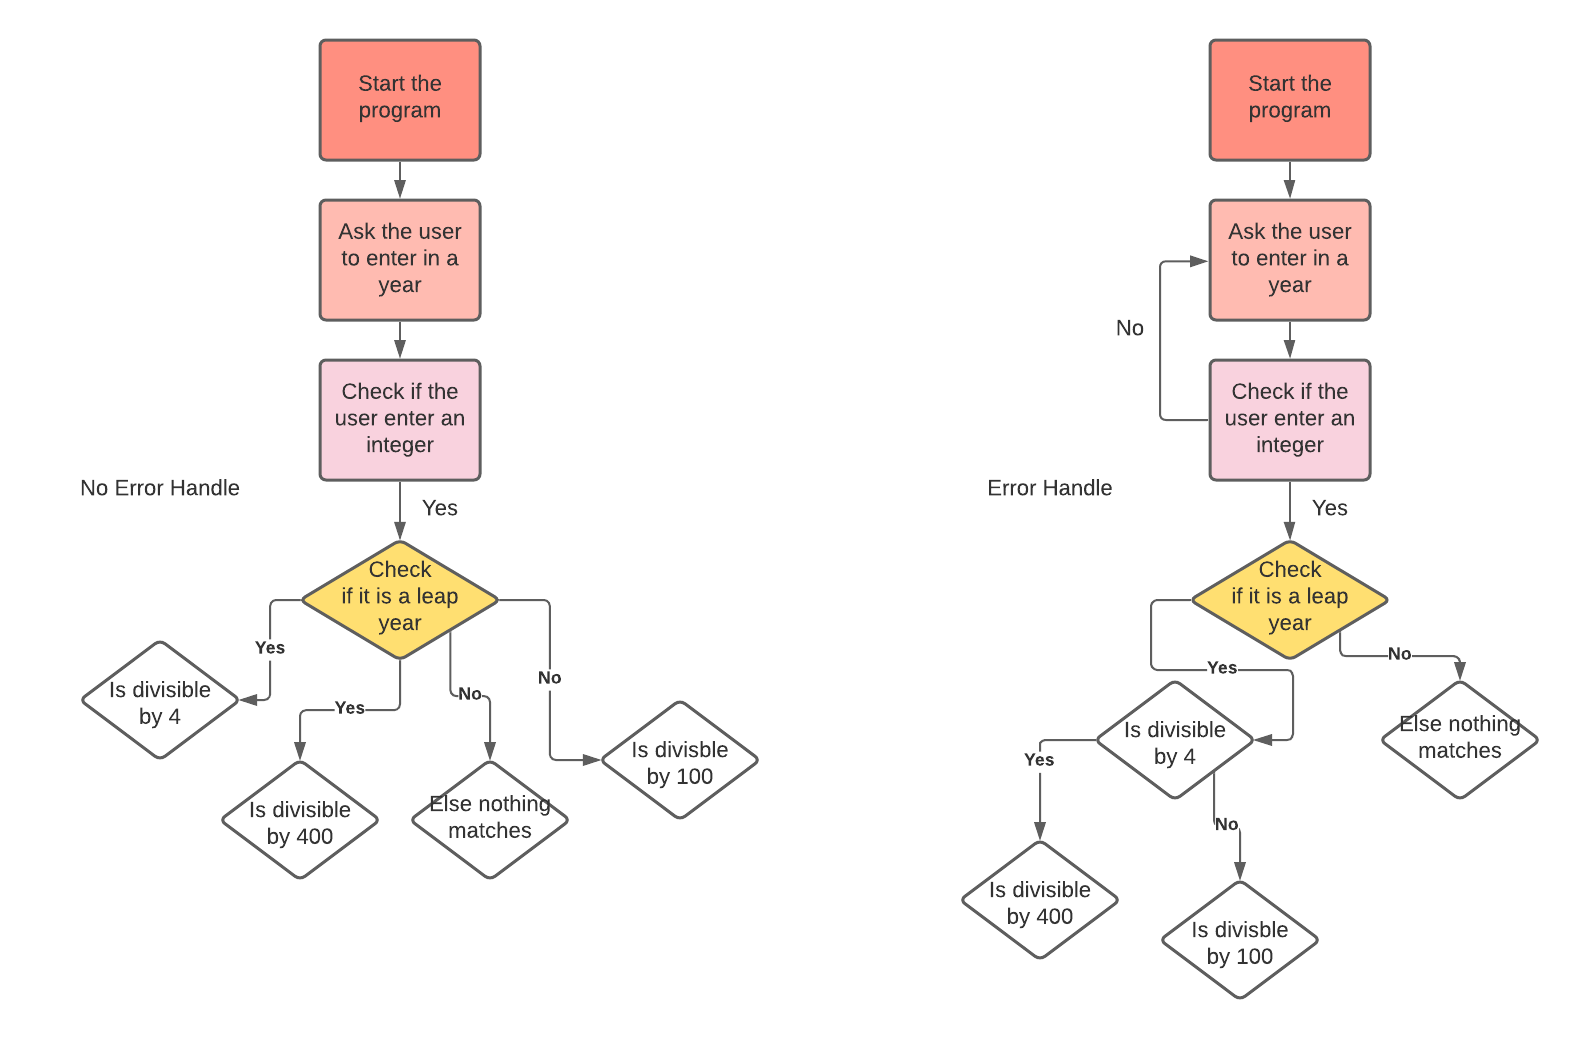 Start the
program
Ask the user
to enter in a
year
Check if the
user enter an
integer
No Error Handle
Yes
Check
if it is a leap
year
Yes
Is divisible
by 4
Yes
Is divisible
by 400
No
Else nothing
matches
No
Is divisble
by 100
Start the
program
Ask the user
to enter in a
year
No
Check if the
user enter an
integer
Error Handle
Yes
Check
if it is a leap
year
Yes
No
Is divisible
by 4
Else nothing
matches
Yes
Is divisible
by 400
No
Is divisble
by 100